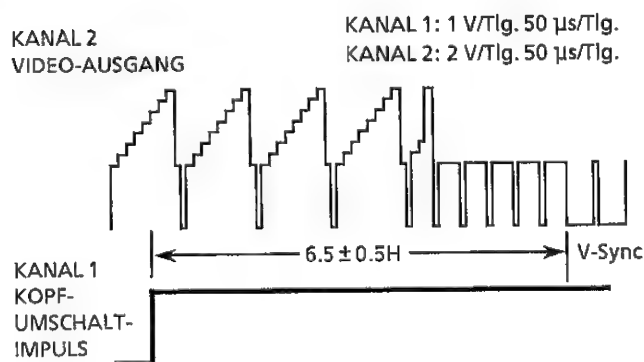 KANAL 2
VIDEO-AUSGANG
KANAL 1: 1 V/Tlg. 50 µs/Tlg.
KANAL 2: 2 V/Tlg. 50 µs/Tlg.
6.5 ± 0.5H
V-Sync
KANAL 1
KOPF-
UMSCHALT-
IMPULS